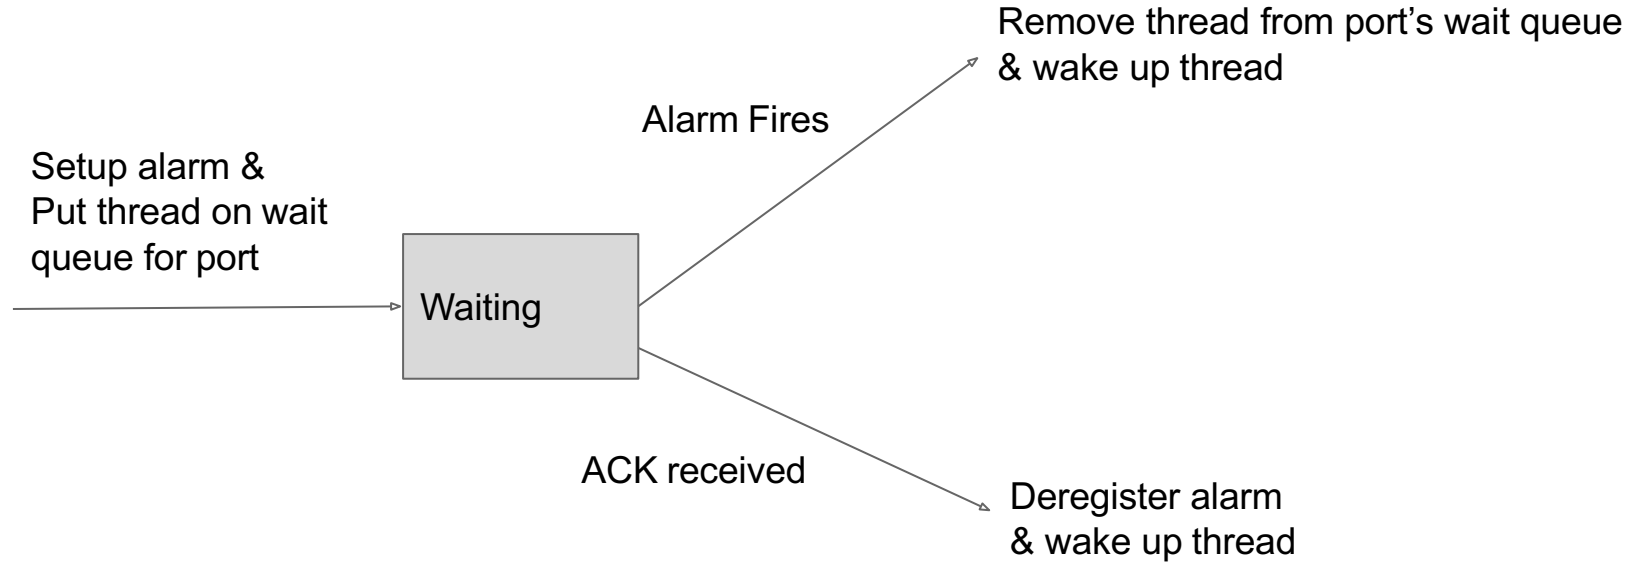 Remove thread from port’s wait queue
& wake up thread
Alarm Fires
Setup alarm &
Put thread on wait
queue for port
Waiting
ACK received
Deregister alarm
& wake up thread